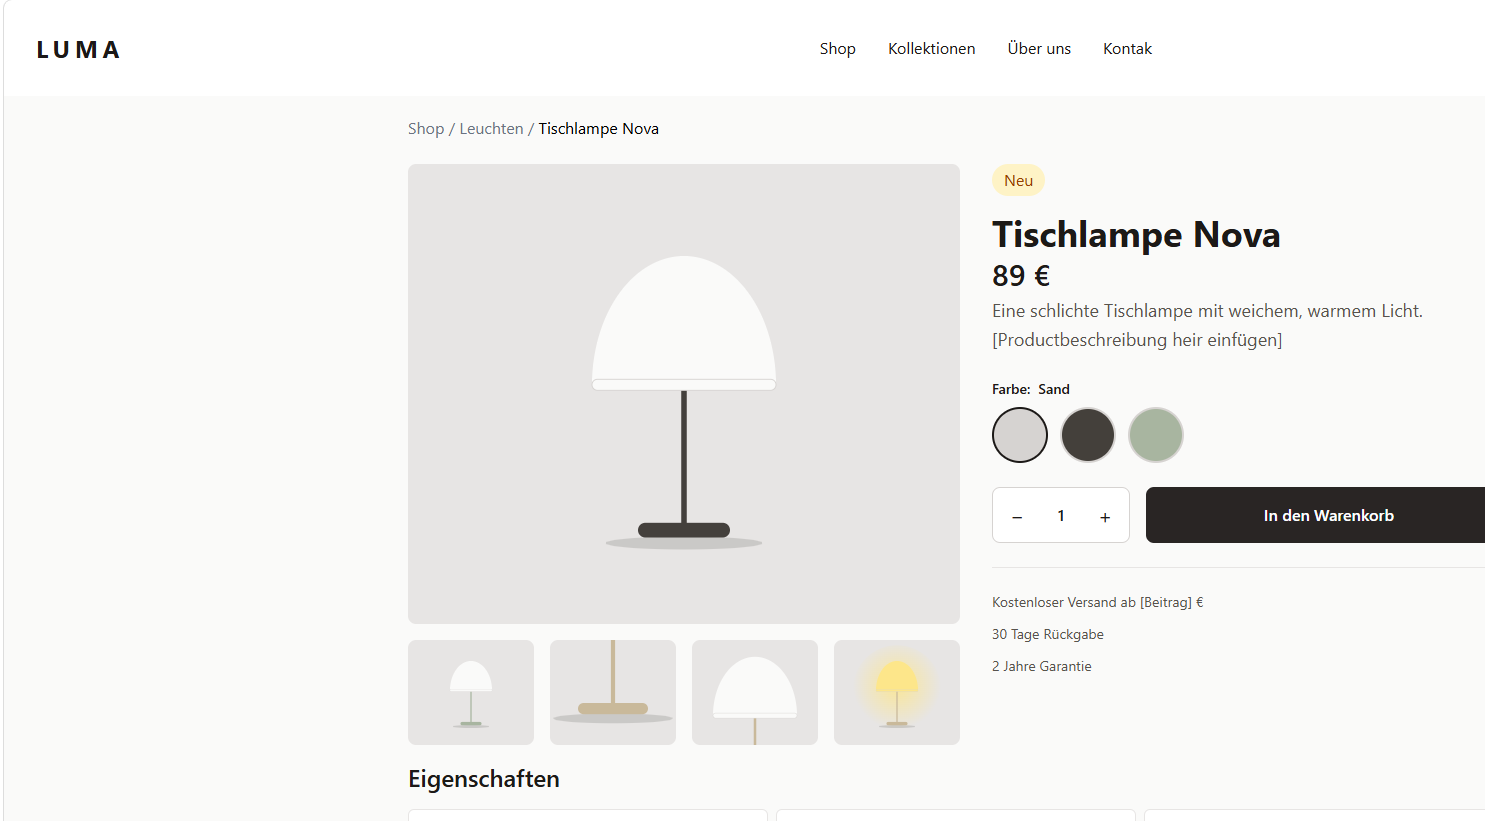 LUMA
Shop Kollektionen Über uns Kontak
Shop / Leuchten / Tischlampe Nova
Neu
Tischlampe Nova
89 €
Eine schlichte Tischlampe mit weichem, warmem Licht.
[Productbeschreibung heir einfügen]
Farbe: Sand
− 1 + In den Warenkorb
Kostenloser Versand ab [Beitrag] €
30 Tage Rückgabe
2 Jahre Garantie
Eigenschaften